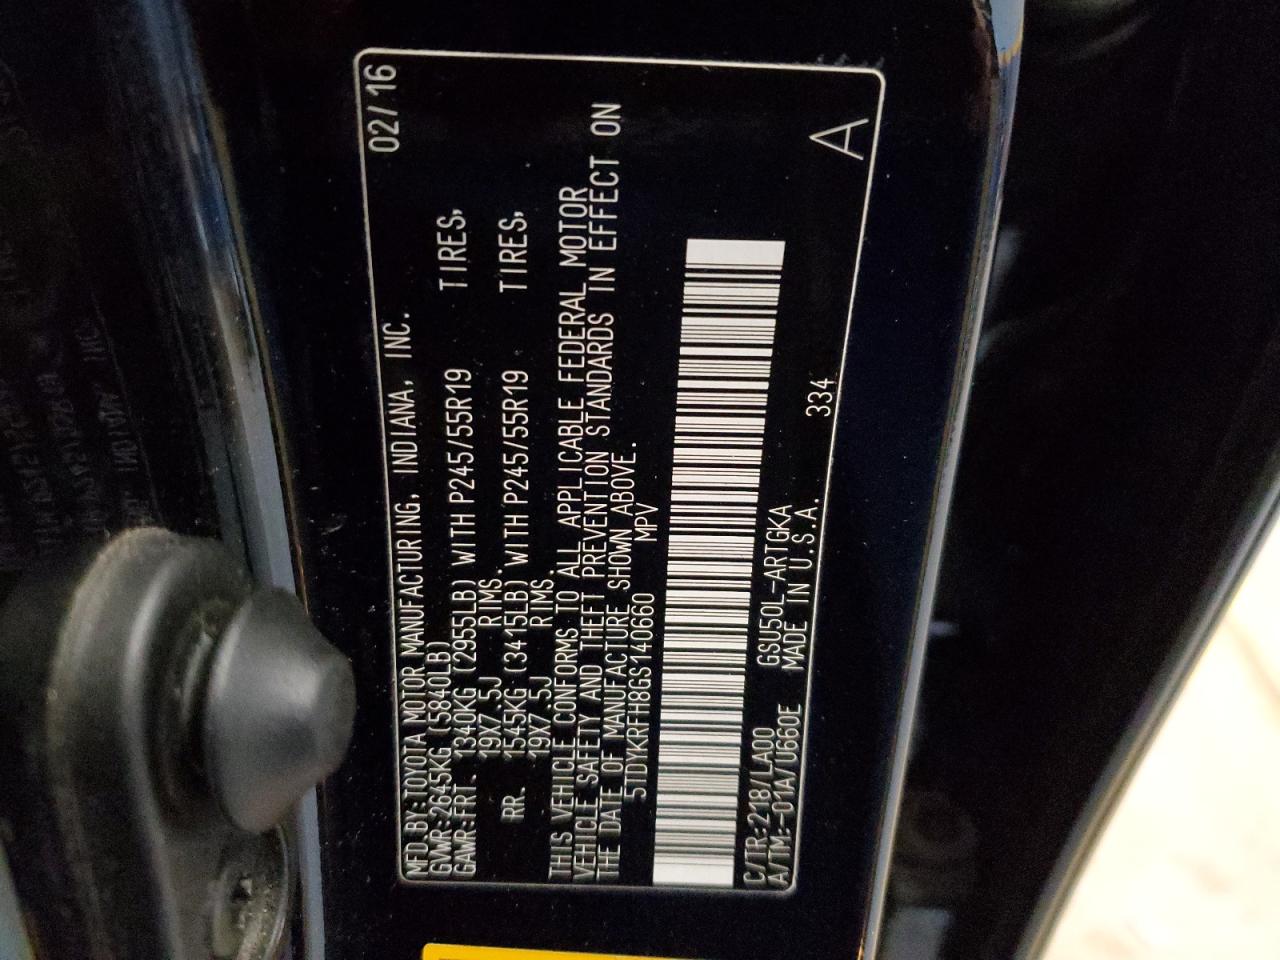 MFD.BY:TOYOTA MOTOR MANUFACTURING, INDIANA, INC. 02/16
GVWR:2645KG (5840LB)
GAWR:FRT. 1340KG (2955LB) WITH P245/55R19 TIRES,
19X7.5J RIMS.
RR. 1545KG (3415LB) WITH P245/55R19 TIRES,
19X7.5J RIMS.
THIS VEHICLE CONFORMS TO ALL APPLICABLE FEDERAL MOTOR
VEHICLE SAFETY AND THEFT PREVENTION STANDARDS IN EFFECT ON
THE DATE OF MANUFACTURE SHOWN ABOVE.
5TDYKRFH8GS140660 MPV
C/TR:218/LA00 GSU50L-ARTGKA
A/TM:-01A/U660E MADE IN U.S.A. 334
A